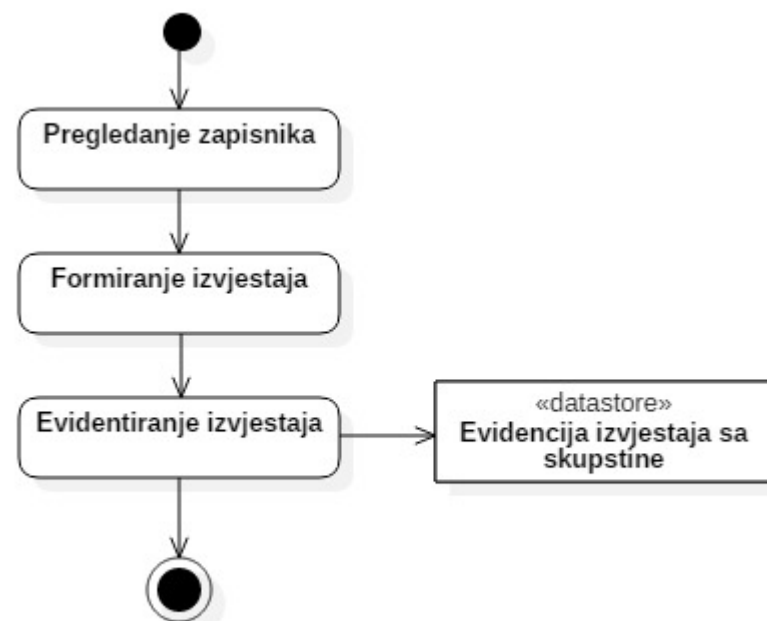 Pregledanje zapisnika
Formiranje izvjestaja
Evidentiranje izvjestaja
«datastore»
Evidencija izvjestaja sa
skupstine